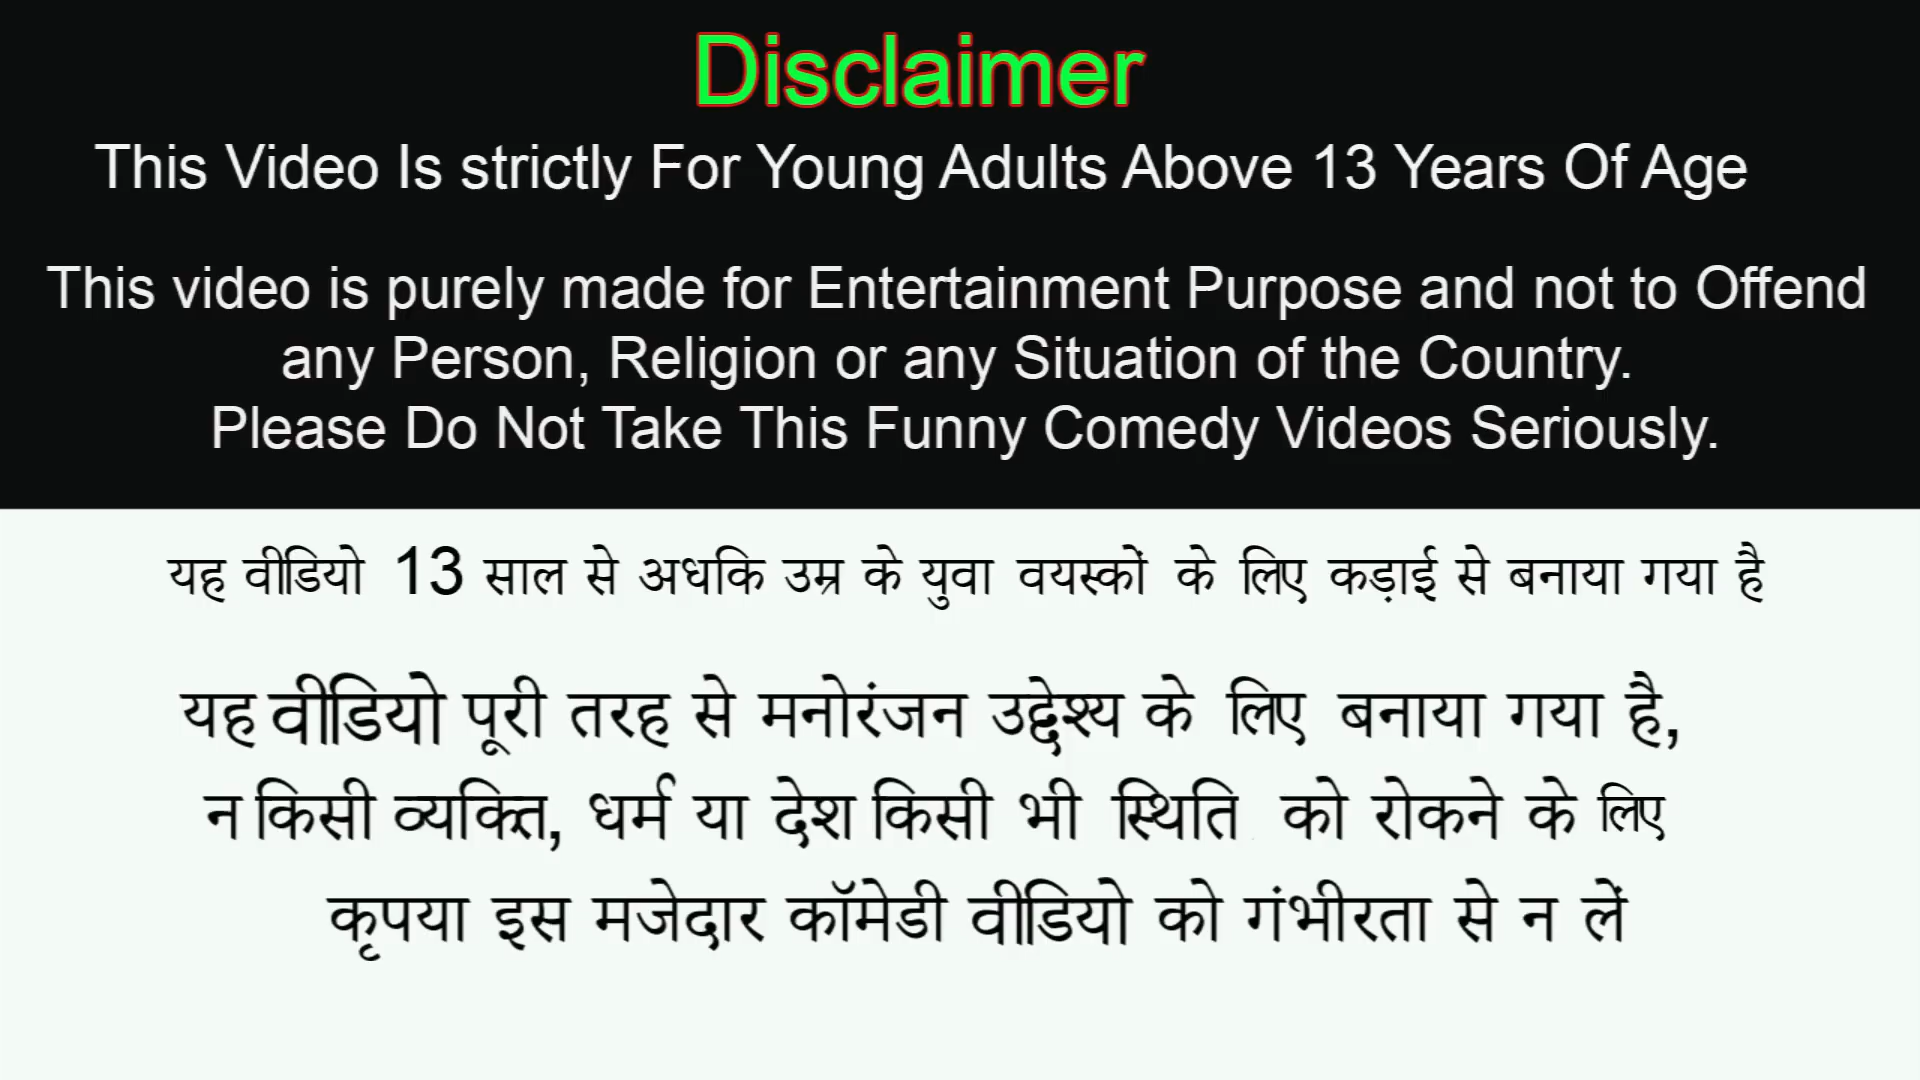 Disclaimer
This Video Is strictly For Young Adults Above 13 Years Of Age
This video is purely made for Entertainment Purpose and not to Offend
any Person, Religion or any Situation of the Country.
Please Do Not Take This Funny Comedy Videos Seriously.
यह वीडियो 13 साल से अधकि उम्र के युवा वयस्कों के लिए कड़ाई से बनाया गया है
यह वीडियो पूरी तरह से मनोरंजन उद्देश्य के लिए बनाया गया है,
न किसी व्यक्ति, धर्म या देश किसी भी स्थिति को रोकने के लिए
कृपया इस मजेदार कॉमेडी वीडियो को गंभीरता से न लें